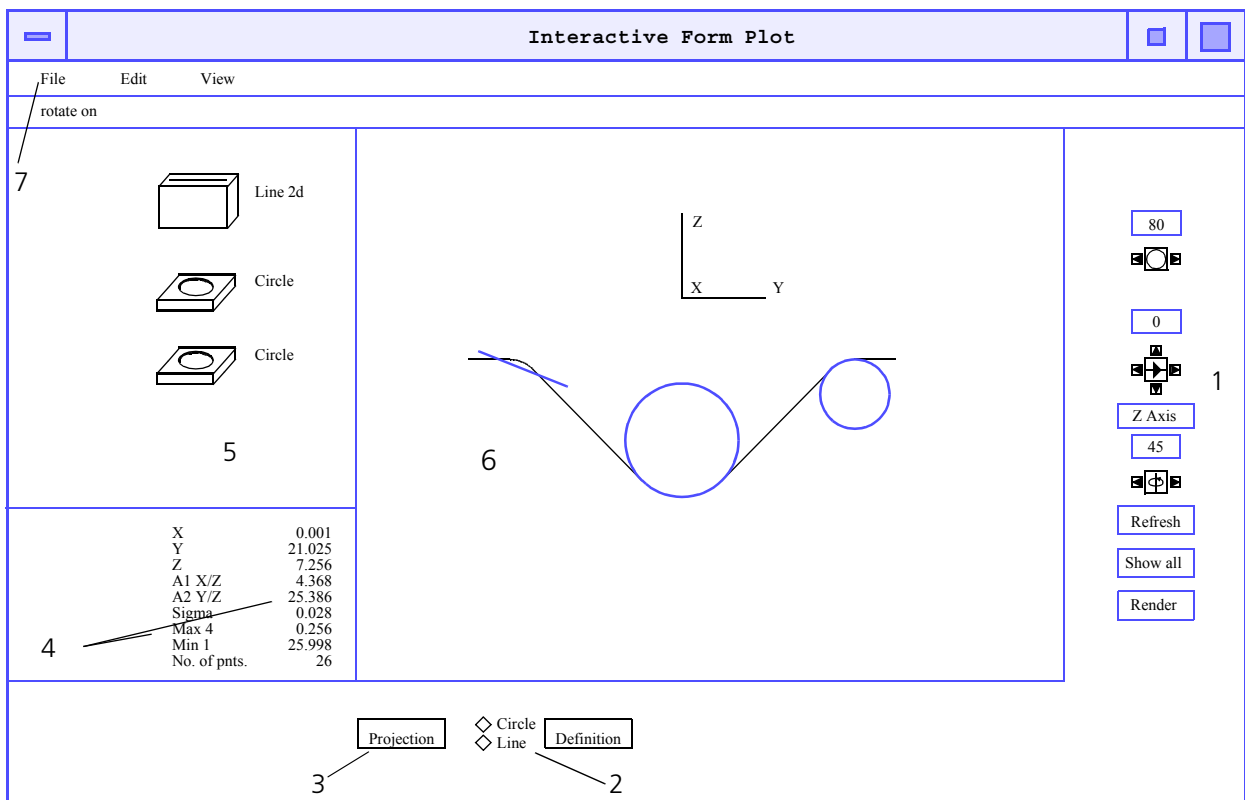 Interactive Form Plot
File Edit View
rotate on
7
Line 2d
Circle
Circle
5
Z
X Y
6
80
0
1
Z Axis
45
Refresh
Show all
Render
X 0.001
Y 21.025
Z 7.256
A1 X/Z 4.368
A2 Y/Z 25.386
Sigma 0.028
Max 4 0.256
Min 1 25.998
No. of pnts. 26
4
Projection
Circle
Line
Definition
3
2